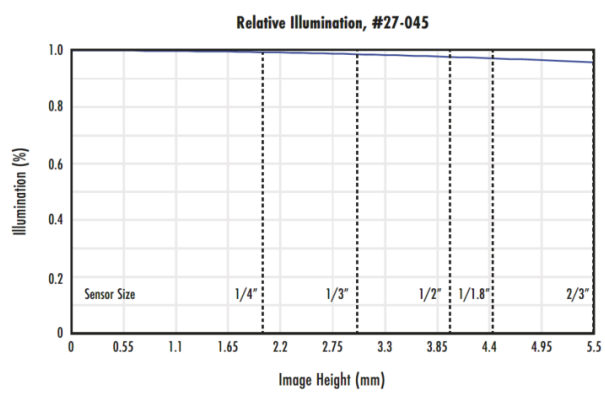 Relative Illumination, #27-045
Illumination (%)
1.0
0.8
0.6
0.4
0.2
0
Sensor Size 1/4" 1/3" 1/2" 1/1.8" 2/3"
0 0.55 1.1 1.65 2.2 2.75 3.3 3.85 4.4 4.95 5.5
Image Height (mm)